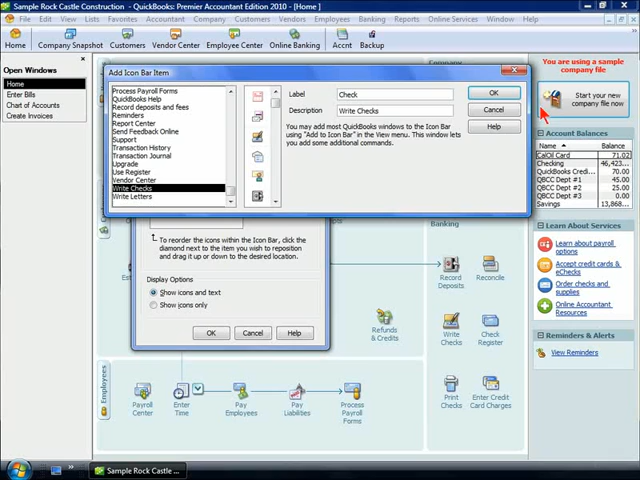 Sample Rock Castle Construction - QuickBooks: Premier Accountant Edition 2010 - [Home ]
File Edit View Lists Favorites Accountant Company Customers Vendors Employees Banking Reports Online Services Window Help
Home Company Snapshot Customers Vendor Center Employee Center Online Banking Accnt Backup
Open Windows
Home
Enter Bills
Chart of Accounts
Create Invoices
Add Icon Bar Item
Process Payroll Forms
QuickBooks Help
Record deposits and fees
Reminders
Report Center
Send Feedback Online
Support
Transaction History
Transaction Journal
Upgrade
Use Register
Vendor Center
Write Checks
Write Letters
Label Check
Description Write Checks
You may add most QuickBooks windows to the Icon Bar
using "Add to Icon Bar" in the View menu. This window lets
you add some additional commands.
OK
Cancel
Help
To reorder the icons within the Icon Bar, click the
diamond next to the item you wish to reposition
and drag it up or down to the desired location.
Display Options
Show icons and text
Show icons only
OK Cancel Help
Banking
Record
Deposits
Reconcile
Refunds
& Credits
Write
Checks
Check
Register
Print
Checks
Enter Credit
Card Charges
Employees
Payroll
Center
Enter
Time
Pay
Employees
Pay
Liabilities
Process
Payroll
Forms
You are using a sample
company file
Start your new
company file now
Account Balances
Name Balance
CalOil Card 71.02
Checking 46,423...
QuickBooks Credi... 70.00
QBCC Dept #1 45.00
QBCC Dept #2 25.00
QBCC Dept #3 0.00
Savings 13,868...
Learn About Services
Learn about payroll
options
Accept credit cards &
eChecks
Order checks and
supplies
Online Accountant
Resources
Reminders & Alerts
View Reminders
Sample Rock Castle Constructio...